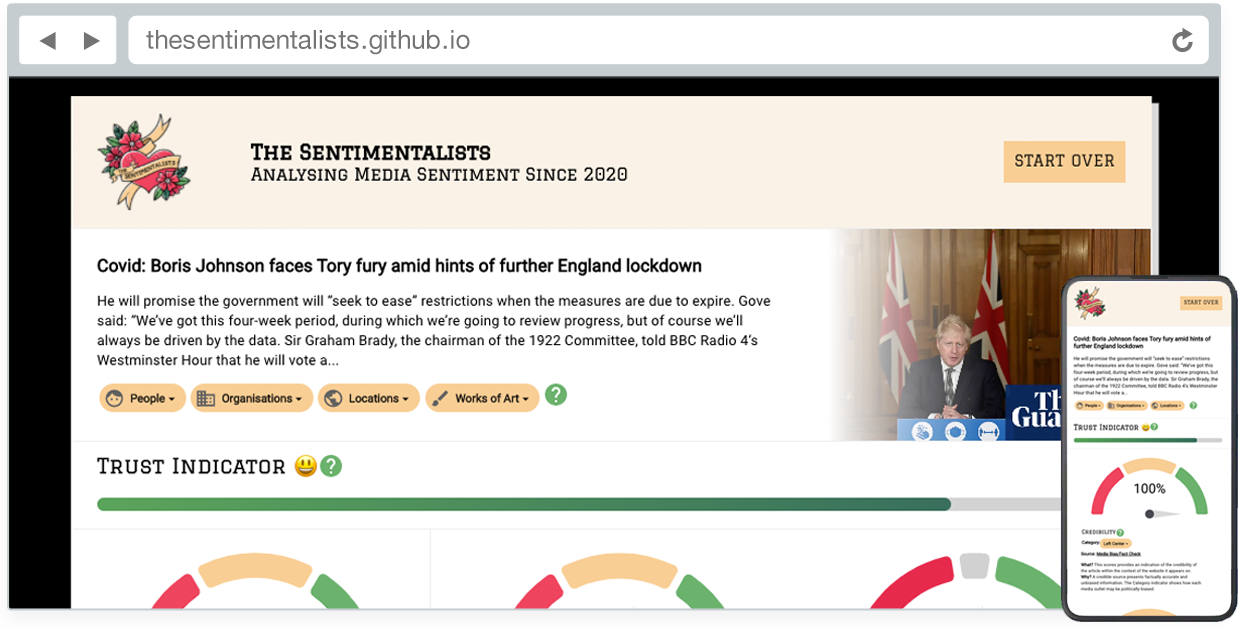 thesentimentalists.github.io
THE SENTIMENTALISTS
THE SENTIMENTALISTS
ANALYSING MEDIA SENTIMENT SINCE 2020
START OVER
Covid: Boris Johnson faces Tory fury amid hints of further England lockdown
He will promise the government will “seek to ease” restrictions when the measures are due to expire. Gove
said: “We’ve got this four-week period, during which we’re going to review progress, but of course we’ll
always be driven by the data. Sir Graham Brady, the chairman of the 1922 Committee, told BBC Radio 4’s
Westminster Hour that he will vote a...
People
Organisations
Locations
Works of Art
?
Th
Gua
TRUST INDICATOR ?
START OVER
Covid: Boris Johnson faces Tory fury amid hints of
further England lockdown
He will promise the government will “seek to ease” restrictions
when the measures are due to expire. Gove said: “We’ve got this
four-week period, during which we’re going to review progress, but
of course we’ll always be driven by the data. Sir Graham Brady, the
chairman of the 1922 Committee, told BBC Radio 4’s Westminster
Hour that he will vote a...
People
Organisations
Locations
?
TRUST INDICATOR ?
100%
CREDIBILITY ?
Category: Left Center
Source: Media Bias/Fact Check
What? This scores provides an indication of the credibility of
the article within the context of the website it appears on.
Why? A credible source presents factually accurate and
unbiased information. The Category indicator shows how each
media outlet may be politically biased